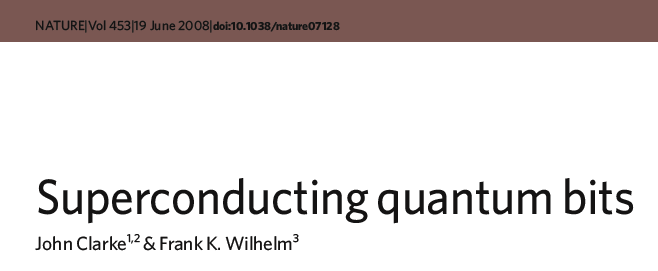 NATURE|Vol 453|19 June 2008|doi:10.1038/nature07128
Superconducting quantum bits
John Clarke¹,² & Frank K. Wilhelm³